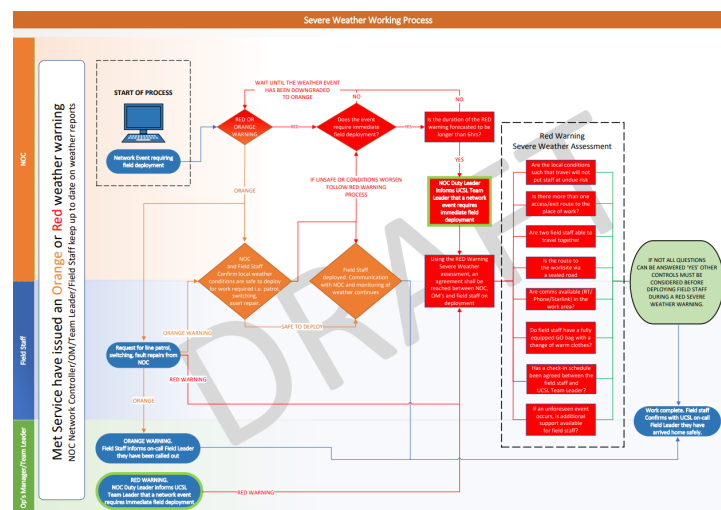 Severe Weather Working Process
NOC
Field Staff
Op's Manager/Team Leader
Met Service have issued an Orange or Red weather warning
NOC Network Controller/OM/Team Leader/Field Staff keep up to date on weather reports
START OF PROCESS
Network Event requiring
field deployment
WAIT UNTIL THE WEATHER EVENT
HAS BEEN DOWNGRADED
TO ORANGE
RED OR
ORANGE
WARNING
RED
NO
Does the event
require immediate
field deployment?
YES
NO
Is the duration of the RED
warning forecasted to be
longer than 6hrs?
YES
ORANGE
ORANGE
IF UNSAFE OR CONDITIONS WORSEN
FOLLOW RED WARNING
PROCESS
NOC Duty Leader
informs UCSL Team
Leader that a network
event requires
immediate field
deployment
NOC
and Field Staff
Confirm local weather
conditions are safe to deploy
for work required i.e. patrol,
switching,
asset repair.
Field Staff
deployed. Communication
with NOC and monitoring of
weather continues
Using the RED Warning
Severe Weather
assessment, an
agreement shall be
reached between NOC,
OM's and field staff on
deployment
SAFE TO DEPLOY
ORANGE WARNING
Request for line patrol,
switching, fault repairs from
NOC
RED WARNING
ORANGE
ORANGE WARNING.
Field Staff informs on-call Field Leader
they have been called out
RED WARNING.
NOC Duty Leader informs UCSL
Team Leader that a network event
requires immediate field deployment
RED WARNING
Red Warning
Severe Weather Assessment
Are the local conditions
such that travel will not
put staff at undue risk
Is there more than one
access/exit route to the
place of work?
Are two field staff able to
travel together
Is the route to
the worksite via a
sealed road
Are comms available (RT/
Phone/Starlink) in the
work area?
Do field staff have a fully
equipped GO bag with a
change of warm clothes?
Has a check-in schedule
been agreed between the
field staff and
UCSL Team Leader?
If an unforeseen event
occurs, is additional
support available
for field staff?
IF NOT ALL QUESTIONS
CAN BE ANSWERED 'YES' OTHER
CONTROLS MUST BE
CONSIDERED BEFORE
DEPLOYING FIELD STAFF
DURING A RED SEVERE
WEATHER WARNING.
Work complete. Field staff
Confirms with UCSL on-call
Field Leader they have
arrived home safely.
DRAFT